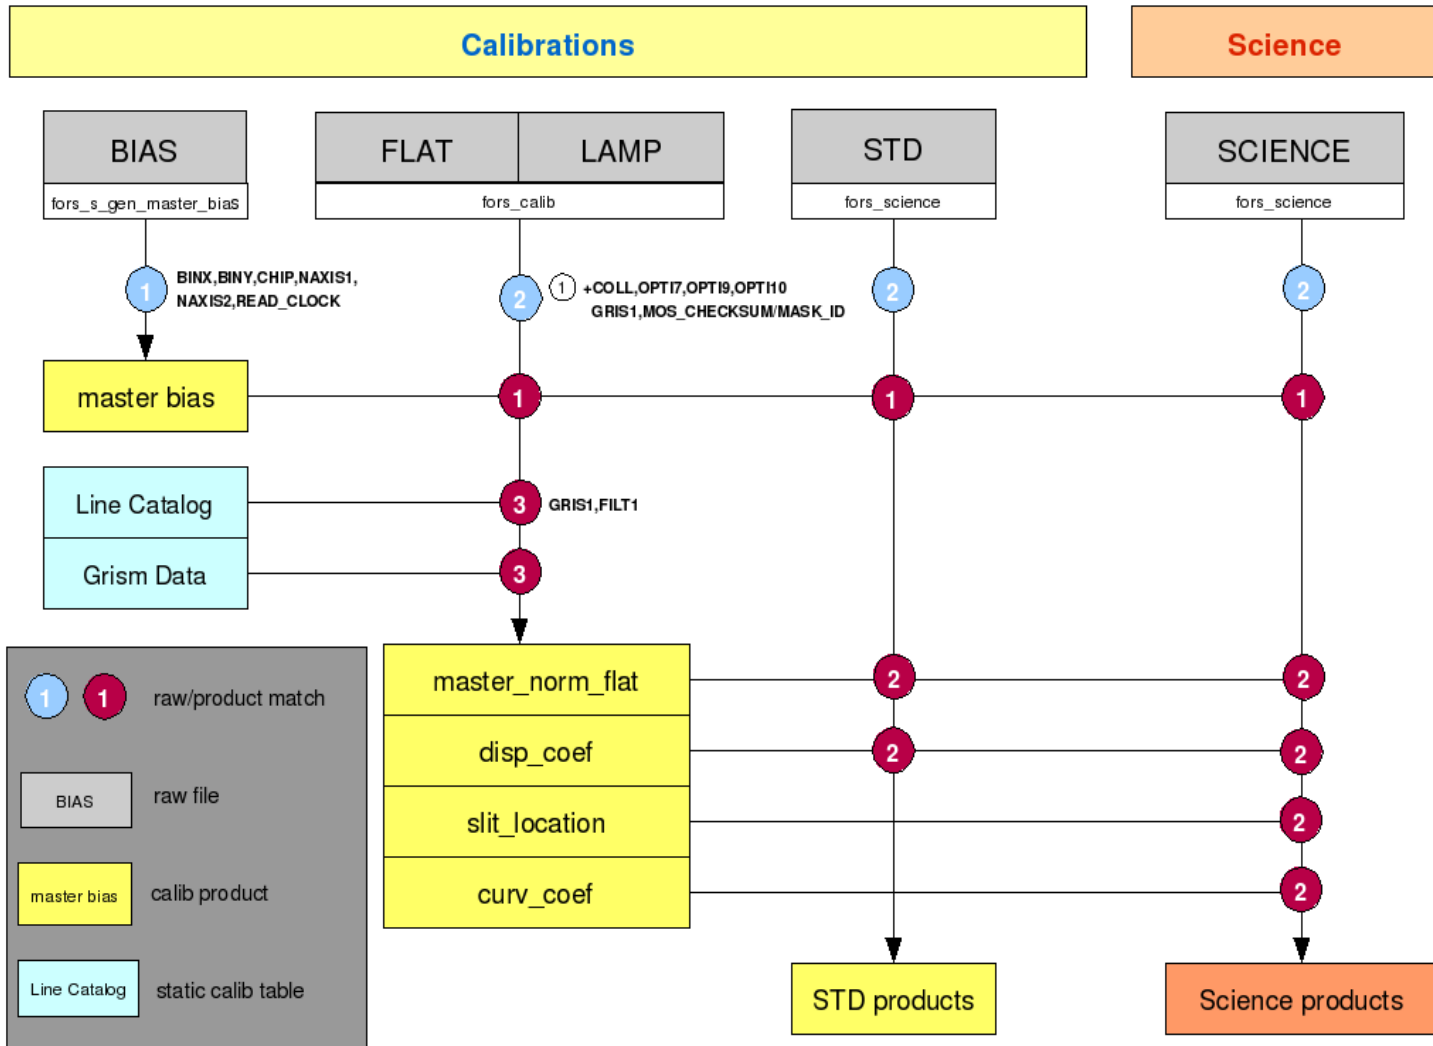 Calibrations
Science
BIAS
FLAT
LAMP
STD
SCIENCE
fors_s_gen_master_bias
fors_calib
fors_science
fors_science
1
BINX,BINY,CHIP,NAXIS1,
NAXIS2,READ_CLOCK
2
1
+COLL,OPTI7,OPTI9,OPTI10
GRIS1,MOS_CHECKSUM/MASK_ID
2
2
master bias
1
1
1
Line Catalog
3
GRIS1,FILT1
Grism Data
3
master_norm_flat
2
2
disp_coef
2
2
slit_location
2
curv_coef
2
1
1
raw/product match
BIAS
raw file
master bias
calib product
Line Catalog
static calib table
STD products
Science products